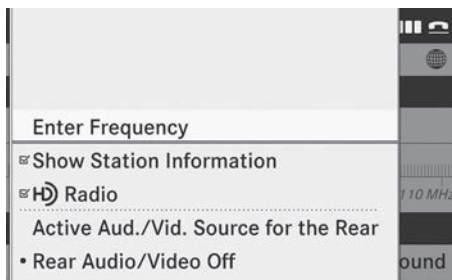 Enter Frequency
Show Station Information
HD Radio
110 MHz
Active Aud./Vid. Source for the Rear
• Rear Audio/Video Off
ound